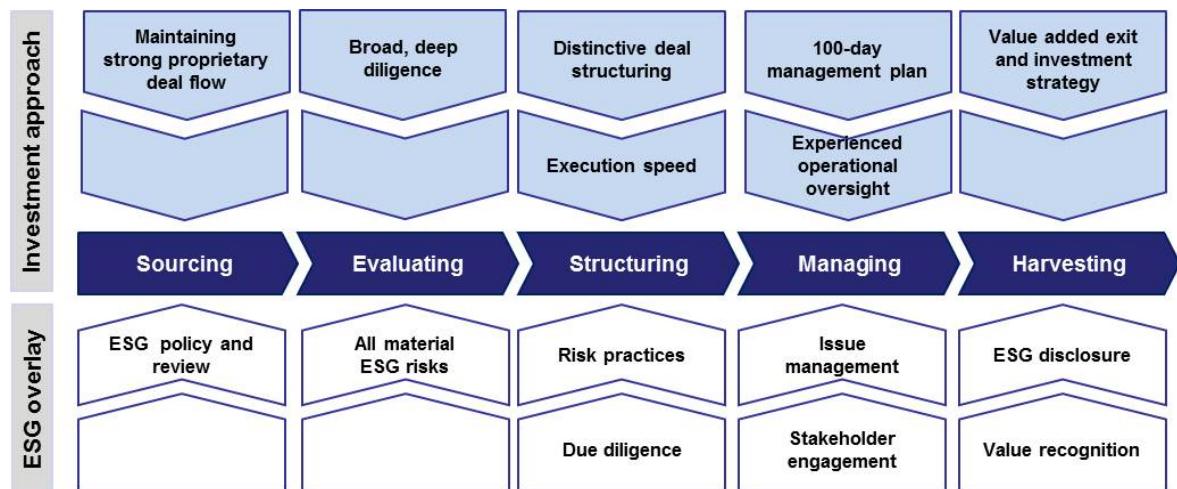 Investment approach
Maintaining
strong proprietary
deal flow
Broad, deep
diligence
Distinctive deal
structuring
100-day
management plan
Value added exit
and investment
strategy
Execution speed
Experienced
operational
oversight
Sourcing
Evaluating
Structuring
Managing
Harvesting
ESG overlay
ESG policy and
review
All material
ESG risks
Risk practices
Issue
management
ESG disclosure
Due diligence
Stakeholder
engagement
Value recognition